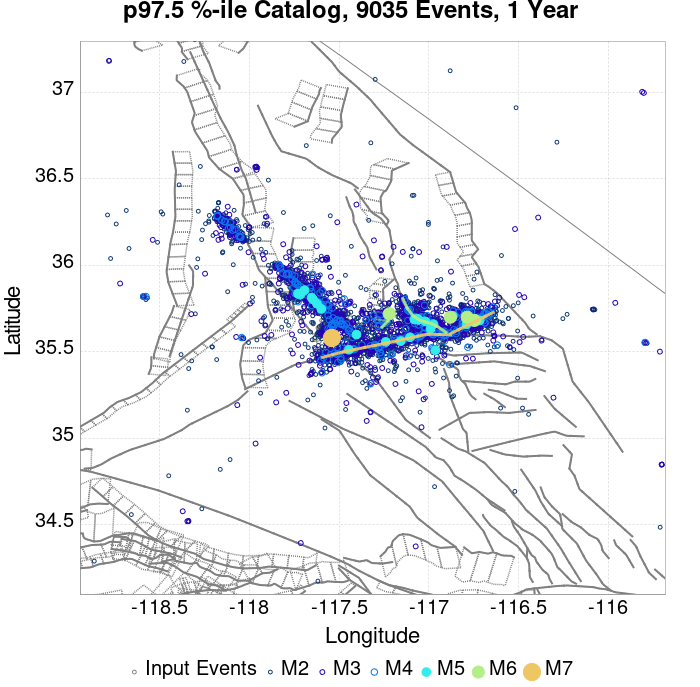 p97.5 %-ile Catalog, 9035 Events, 1 Year
37
36.5
36
35.5
35
34.5
Latitude
-118.5 -118 -117.5 -117 -116.5 -116
Longitude
Input Events M2 M3 M4 M5 M6 M7